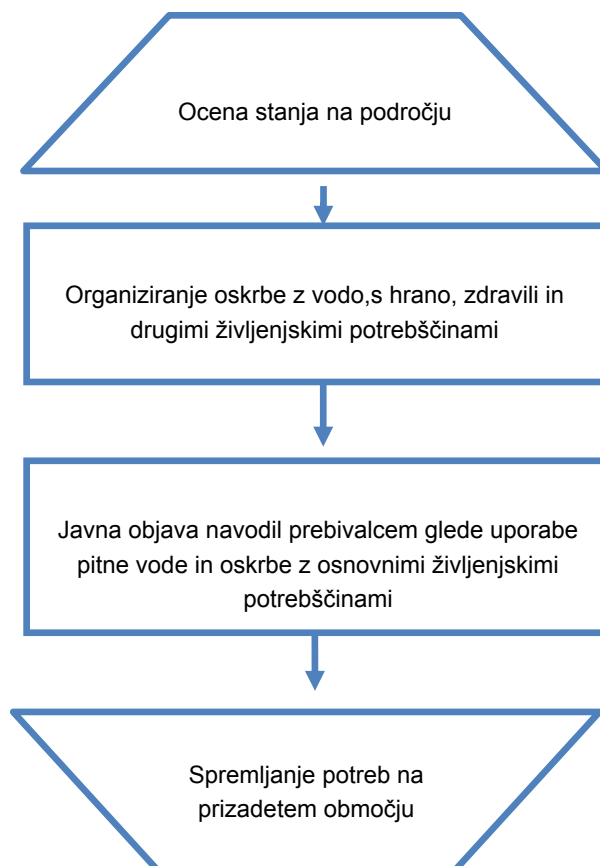 Ocena stanja na področju
Organiziranje oskrbe z vodo,s hrano, zdravili in
drugimi življenjskimi potrebščinami
Javna objava navodil prebivalcem glede uporabe
pitne vode in oskrbe z osnovnimi življenjskimi
potrebščinami
Spremljanje potreb na
prizadetem območju